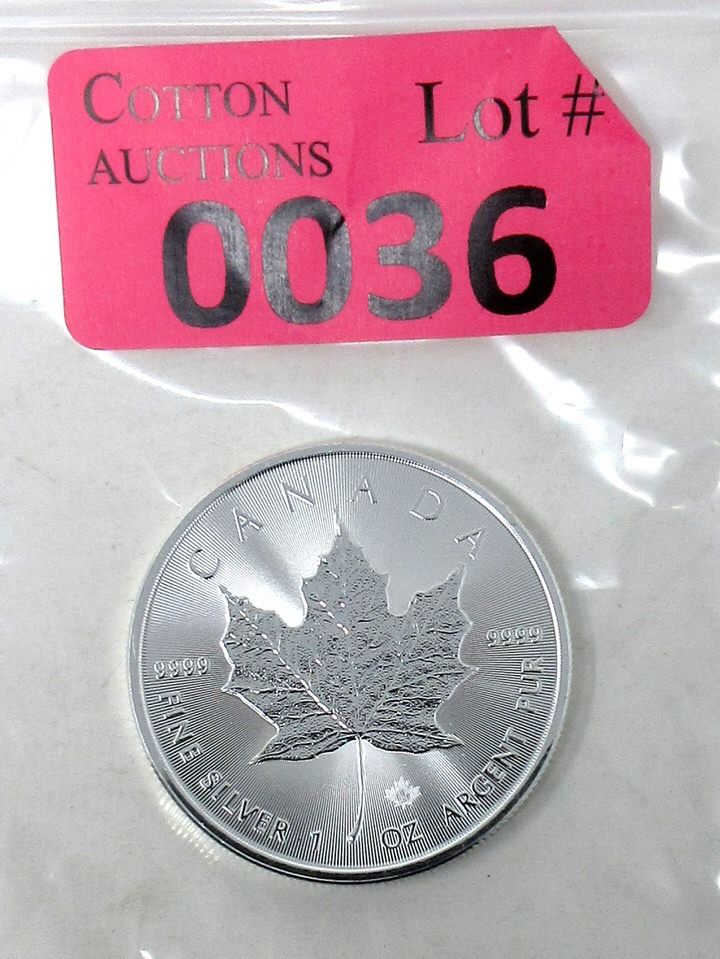 COTTON
AUCTIONS
Lot #
0036
CANADA
9999
9999
FINE SILVER 1 OZ ARGENT PUR